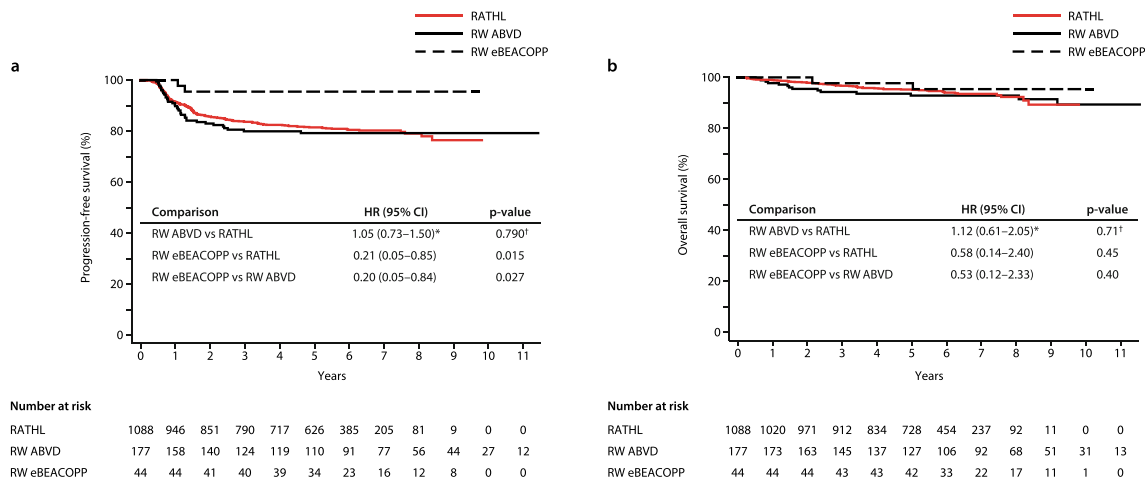 RATHL
RW ABVD
RW eBEACOPP
a
Progression-free survival (%)
100
80
60
40
20
0
Comparison HR (95% CI) p-value
RW ABVD vs RATHL 1.05 (0.73–1.50)* 0.790†
RW eBEACOPP vs RATHL 0.21 (0.05–0.85) 0.015
RW eBEACOPP vs RW ABVD 0.20 (0.05–0.84) 0.027
0 1 2 3 4 5 6 7 8 9 10 11
Years
Number at risk
RATHL 1088 946 851 790 717 626 385 205 81 9 0 0
RW ABVD 177 158 140 124 119 110 91 77 56 44 27 12
RW eBEACOPP 44 44 41 40 39 34 23 16 12 8 0 0
RATHL
RW ABVD
RW eBEACOPP
b
Overall survival (%)
100
80
60
40
20
0
Comparison HR (95% CI) p-value
RW ABVD vs RATHL 1.12 (0.61–2.05)* 0.71†
RW eBEACOPP vs RATHL 0.58 (0.14–2.40) 0.45
RW eBEACOPP vs RW ABVD 0.53 (0.12–2.33) 0.40
0 1 2 3 4 5 6 7 8 9 10 11
Years
Number at risk
RATHL 1088 1020 971 912 834 728 454 237 92 11 0 0
RW ABVD 177 173 163 145 137 127 106 92 68 51 31 13
RW eBEACOPP 44 44 44 43 43 42 33 22 17 11 1 0